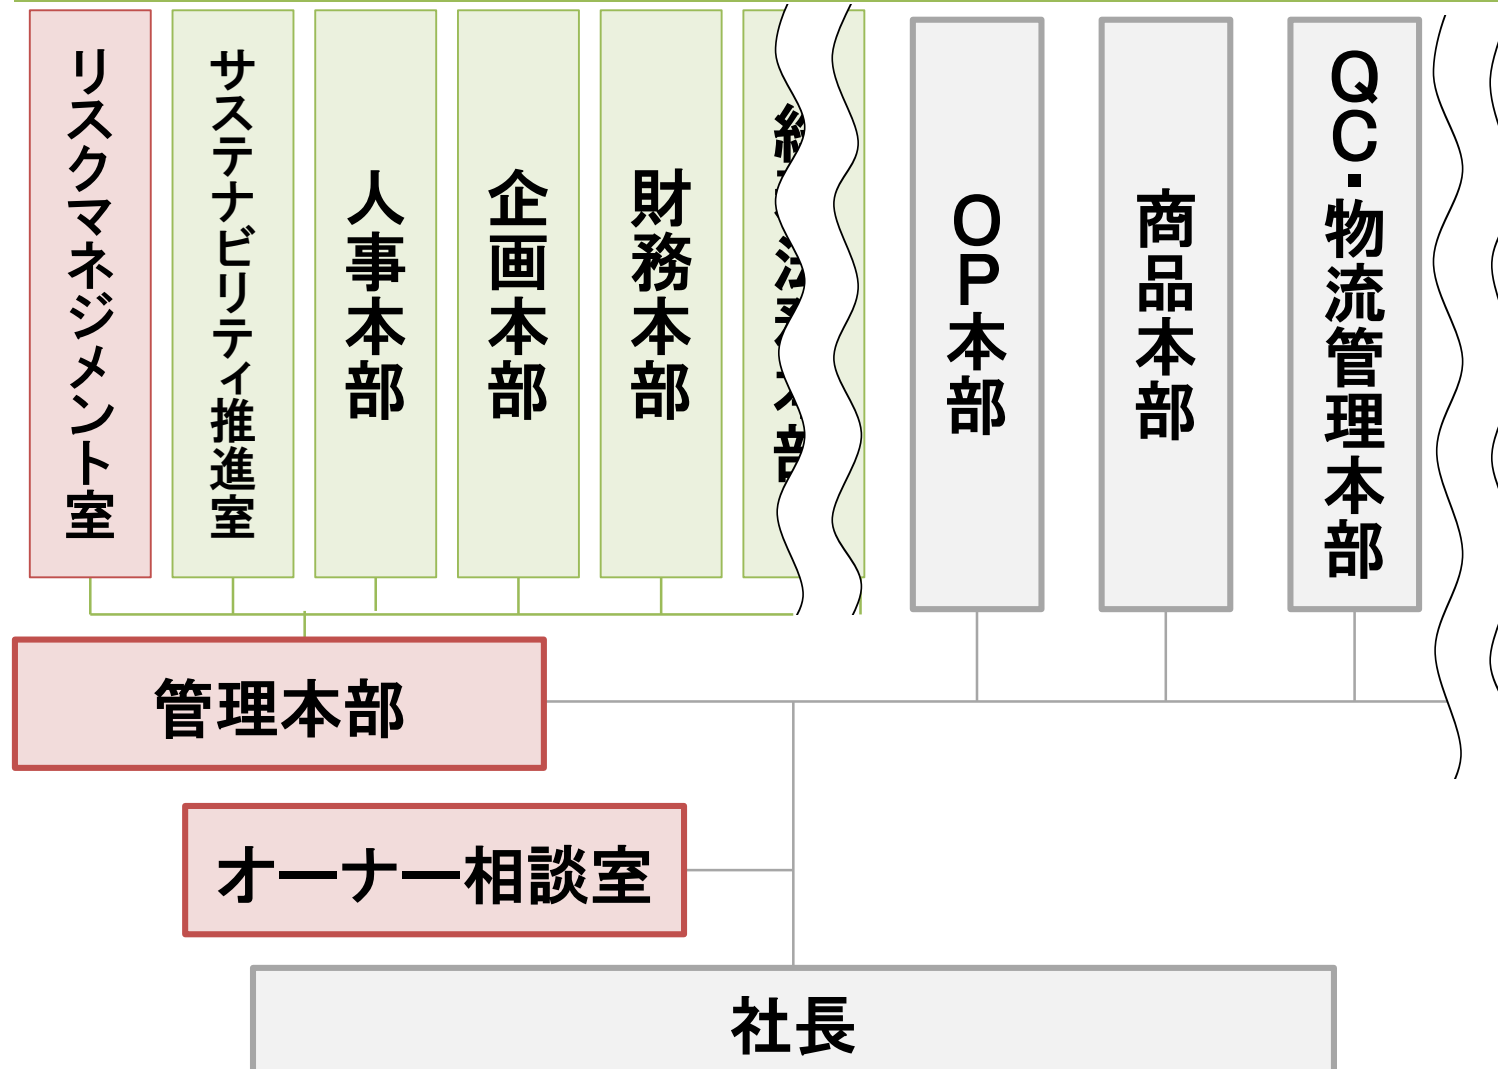 リスクマネジメント室
サステナビリティ推進室
人事本部
企画本部
財務本部
OP本部
商品本部
QC・物流管理本部
管理本部
オーナー相談室
社長